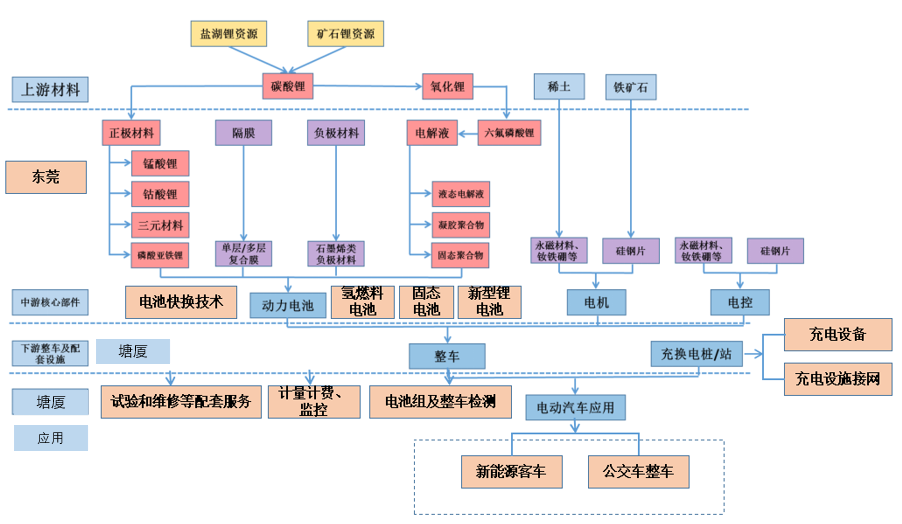 盐湖锂资源
矿石锂资源
上游材料
碳酸锂
氧化锂
稀土
铁矿石
正极材料
隔膜
负极材料
电解液
六氟磷酸锂
东莞
锰酸锂
钴酸锂
三元材料
磷酸亚铁锂
液态电解液
凝胶聚合物
固态聚合物
单层/多层
复合膜
石墨烯类
负极材料
永磁材料、
钕铁硼等
硅钢片
永磁材料、
钕铁硼等
硅钢片
中游核心部件
电池快换技术
动力电池
氢燃料
电池
固态
电池
新型锂
电池
电机
电控
下游整车及配
套设施
塘厦
整车
充换电桩/站
充电设备
充电设施接网
塘厦
试验和维修等配套服务
计量计费、
监控
电池组及整车检测
电动汽车应用
应用
新能源客车
公交车整车